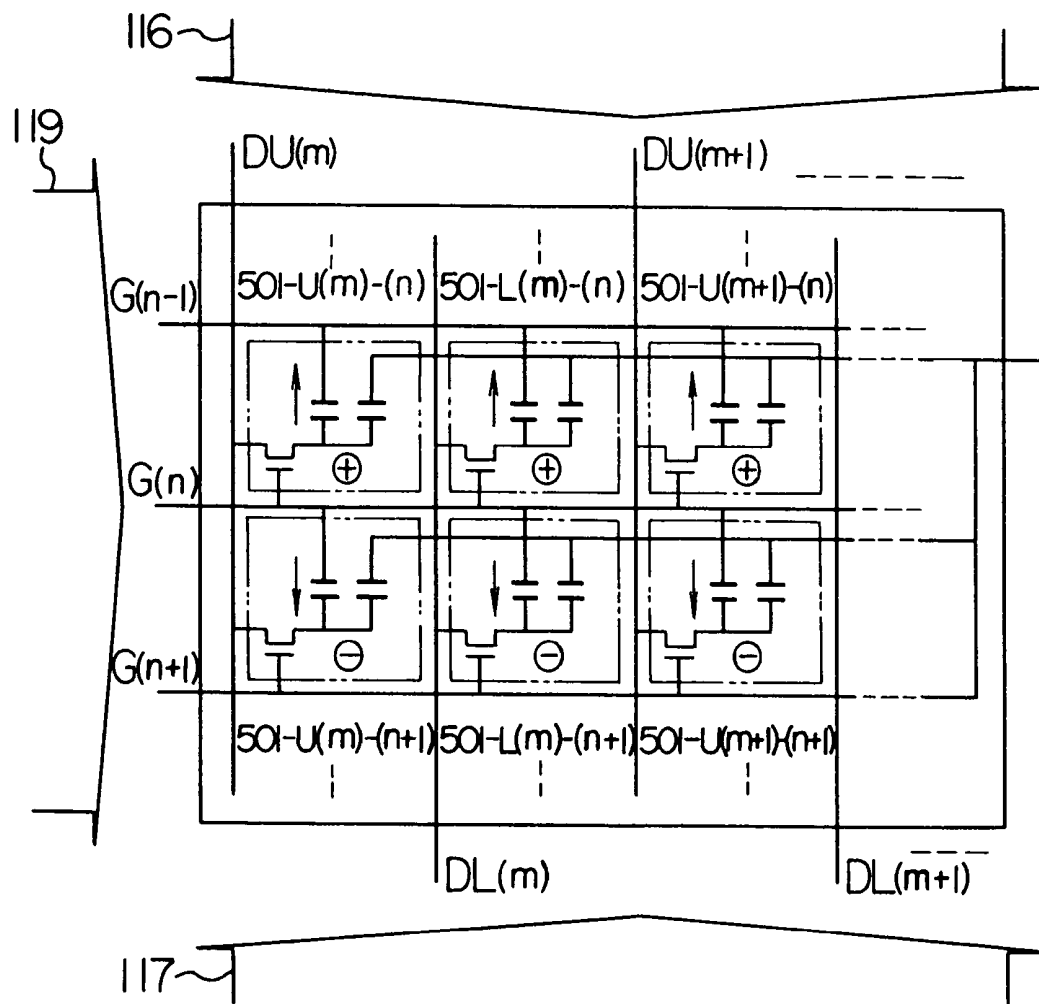 116
119
DU(m)
DU(m+1)
G(n-1)
501-U(m)-(n)
501-L(m)-(n)
501-U(m+1)-(n)
+
+
+
G(n)
-
-
-
G(n+1)
501-U(m)-(n+1)
501-L(m)-(n+1)
501-U(m+1)-(n+1)
DL(m)
DL(m+1)
117